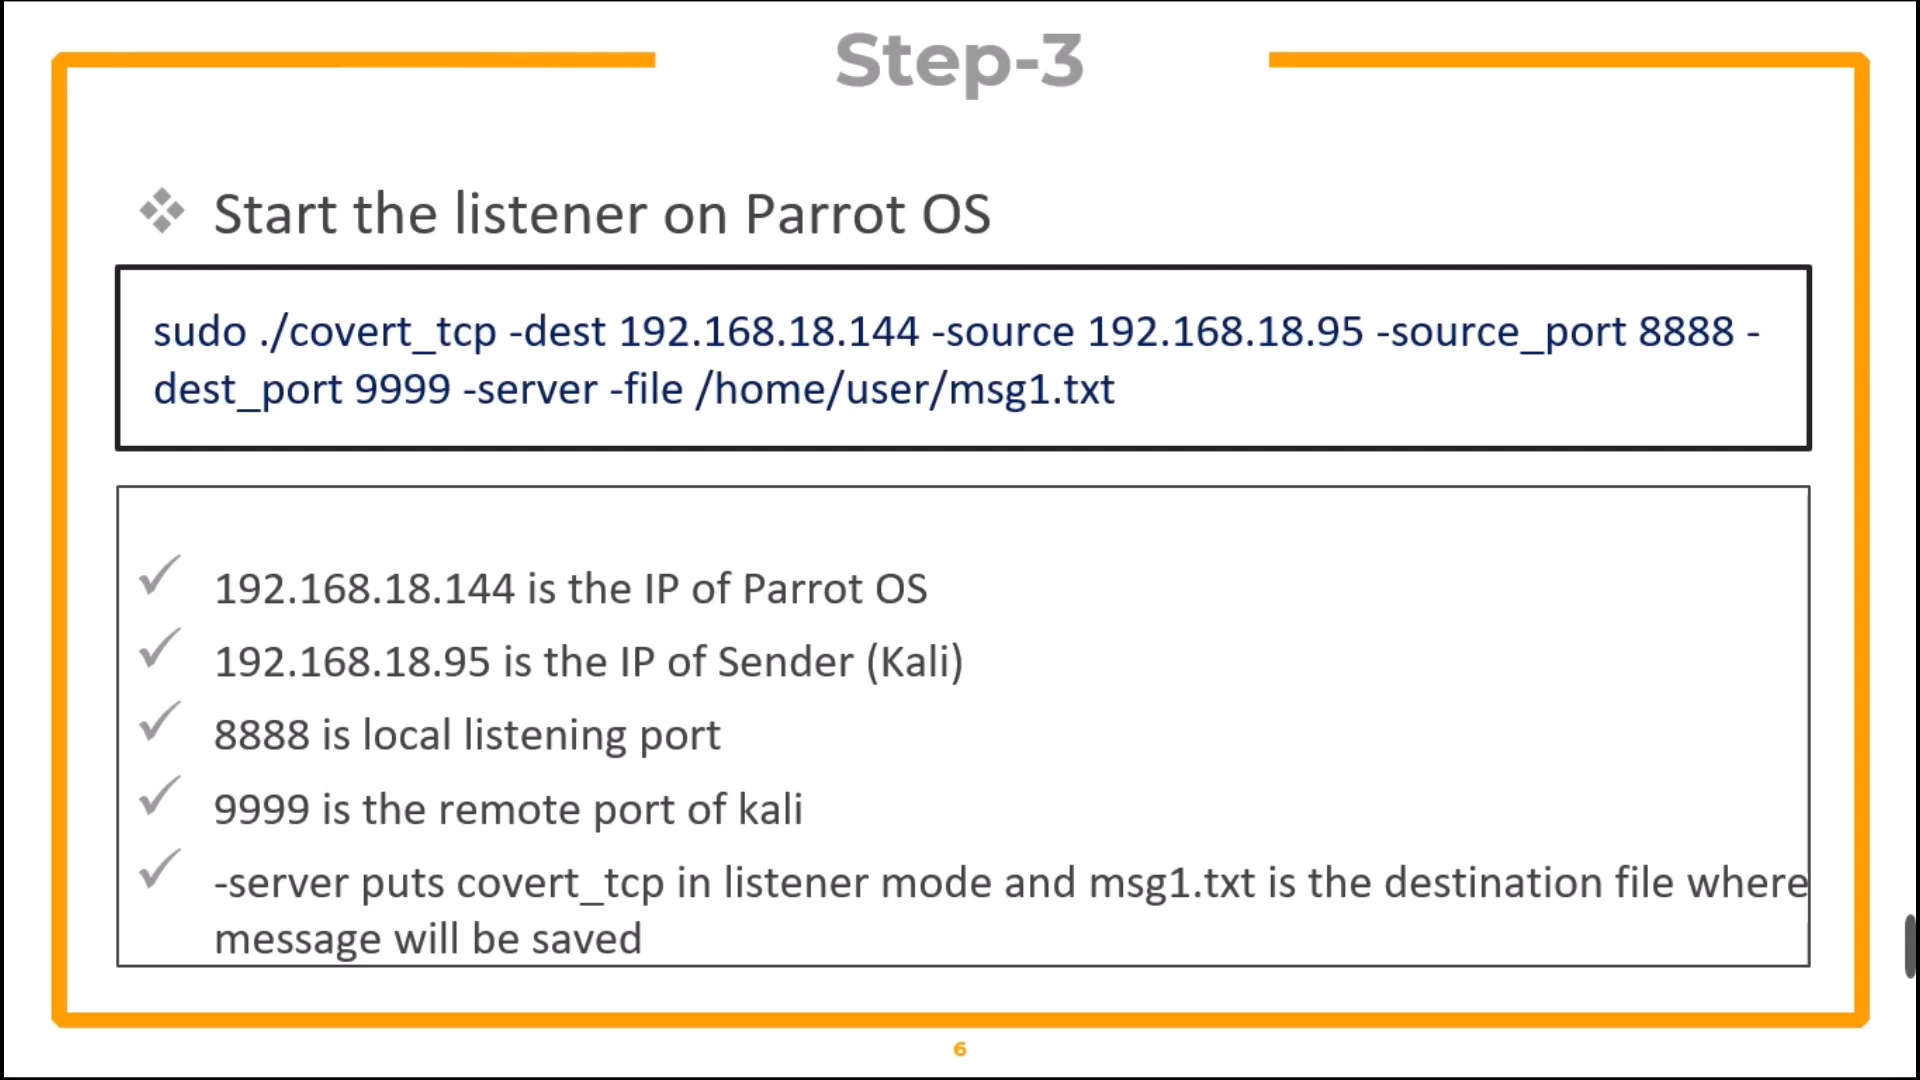 Step-3
Start the listener on Parrot OS
sudo ./covert_tcp -dest 192.168.18.144 -source 192.168.18.95 -source_port 8888 -
dest_port 9999 -server -file /home/user/msg1.txt
192.168.18.144 is the IP of Parrot OS
192.168.18.95 is the IP of Sender (Kali)
8888 is local listening port
9999 is the remote port of kali
-server puts covert_tcp in listener mode and msg1.txt is the destination file where
message will be saved
6